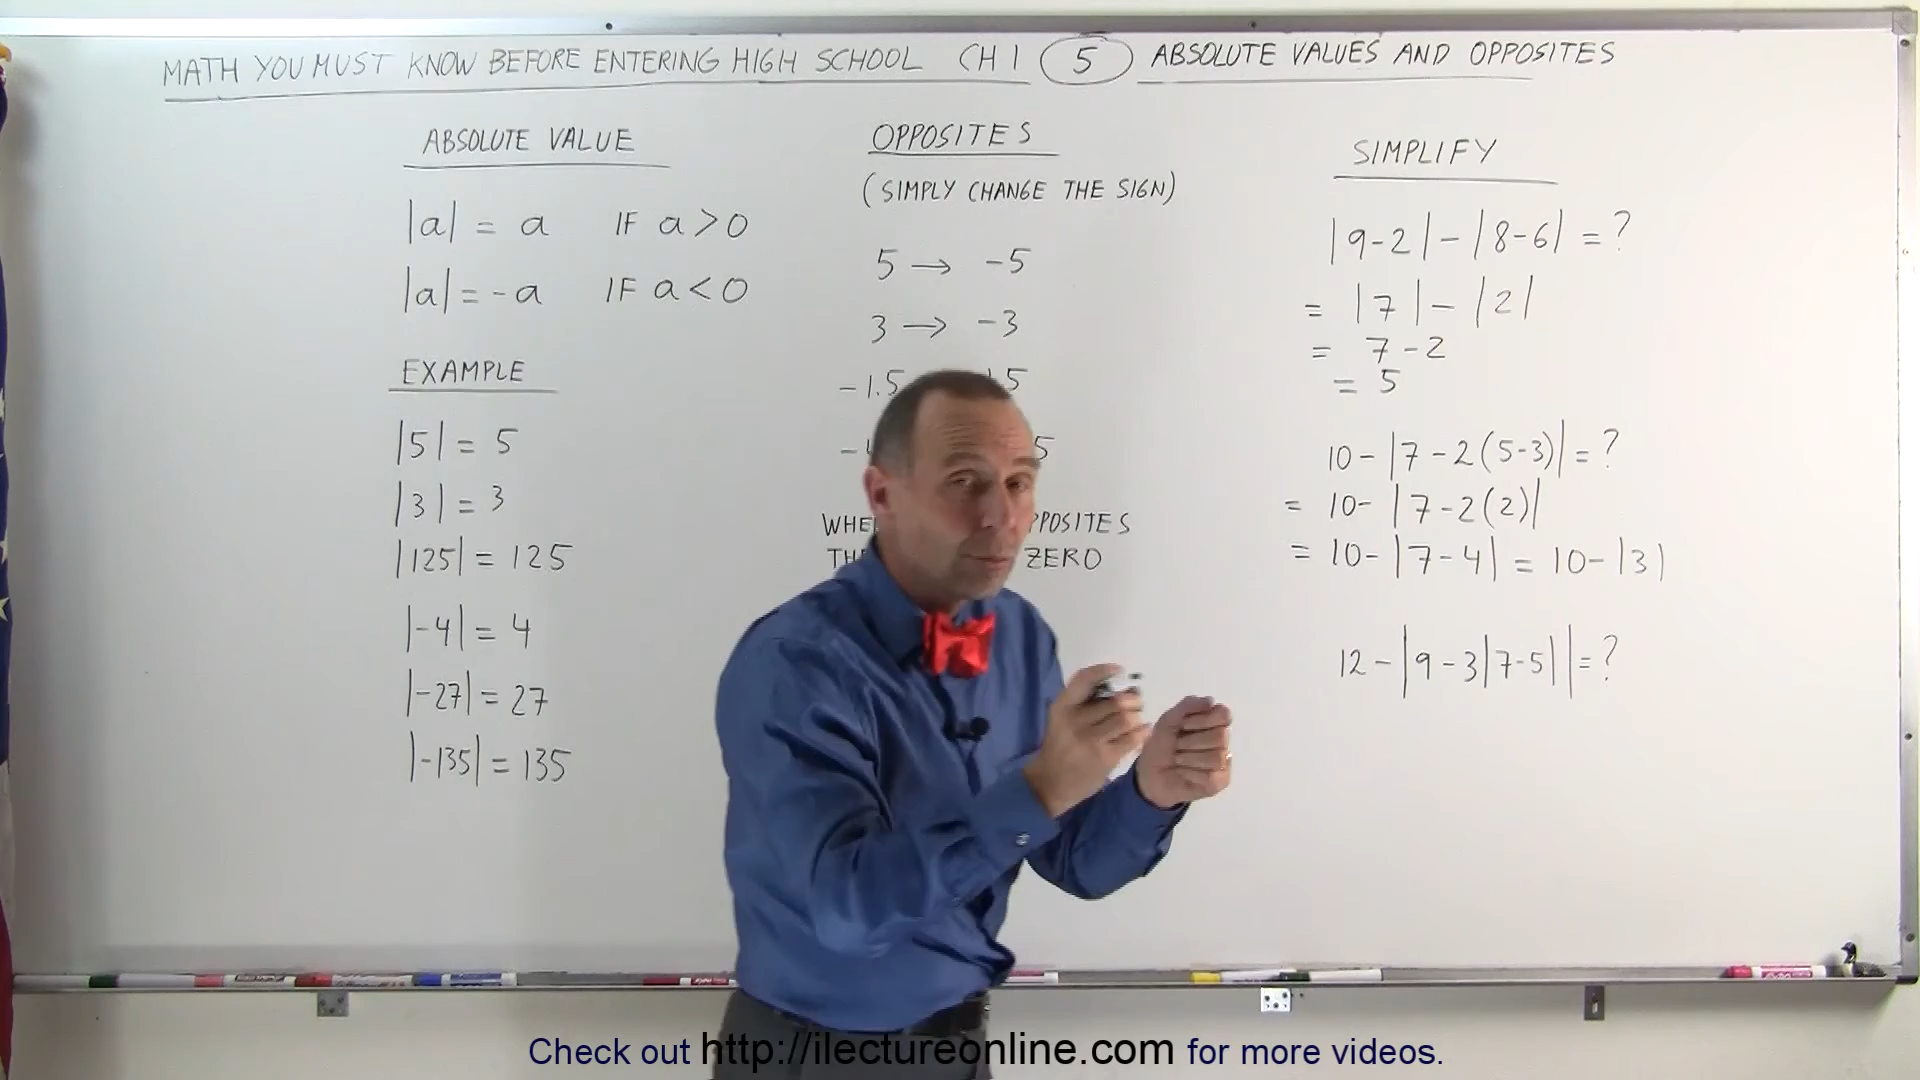 MATH YOU MUST KNOW BEFORE ENTERING HIGH SCHOOL CH 1 5 ABSOLUTE VALUES AND OPPOSITES
ABSOLUTE VALUE
|a| = a IF a > 0
|a| = -a IF a < 0
EXAMPLE
|5| = 5
|3| = 3
|125| = 125
|-4| = 4
|-27| = 27
|-135| = 135
OPPOSITES
(SIMPLY CHANGE THE SIGN)
5 → -5
3 → -3
-1.5
OPPOSITES
ZERO
SIMPLIFY
|9-2| - |8-6| = ?
= |7| - |2|
= 7 - 2
= 5
10 - |7 - 2(5-3)| = ?
= 10 - |7 - 2(2)|
= 10 - |7 - 4| = 10 - |3|
12 - |9 - 3|7-5|| = ?
Check out http://ilectureonline.com for more videos.